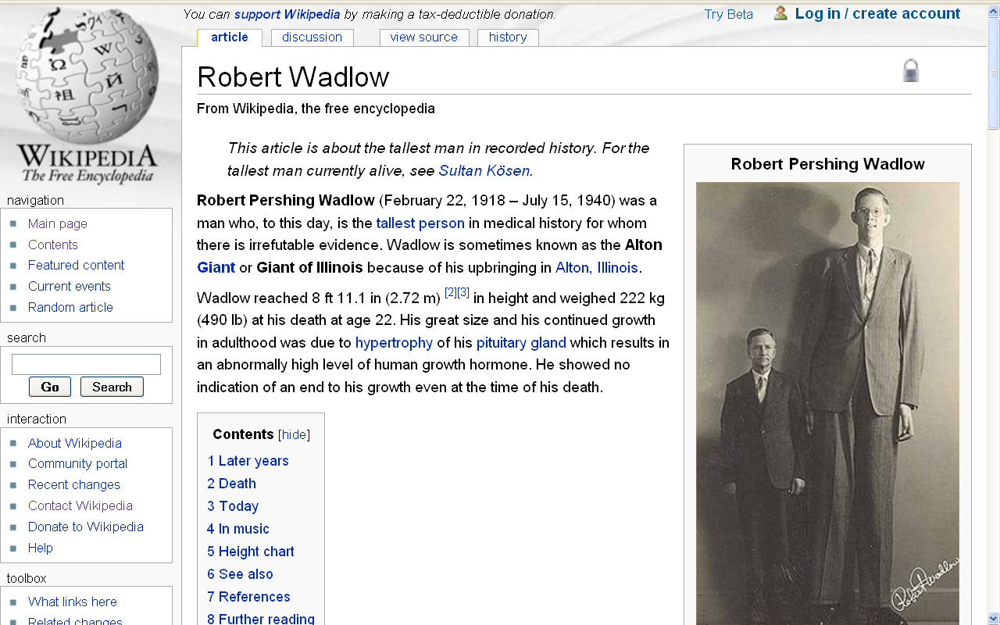 You can support Wikipedia by making a tax-deductible donation.
Try Beta
Log in / create account
article
discussion
view source
history
Robert Wadlow
From Wikipedia, the free encyclopedia
WIKIPEDIA
The Free Encyclopedia
navigation
Main page
Contents
Featured content
Current events
Random article
search
Go
Search
interaction
About Wikipedia
Community portal
Recent changes
Contact Wikipedia
Donate to Wikipedia
Help
toolbox
What links here
Related changes
This article is about the tallest man in recorded history. For the
tallest man currently alive, see Sultan Kösen.
Robert Pershing Wadlow (February 22, 1918 – July 15, 1940) was a
man who, to this day, is the tallest person in medical history for whom
there is irrefutable evidence. Wadlow is sometimes known as the Alton
Giant or Giant of Illinois because of his upbringing in Alton, Illinois.
Wadlow reached 8 ft 11.1 in (2.72 m) [2][3] in height and weighed 222 kg
(490 lb) at his death at age 22. His great size and his continued growth
in adulthood was due to hypertrophy of his pituitary gland which results in
an abnormally high level of human growth hormone. He showed no
indication of an end to his growth even at the time of his death.
Contents [hide]
1 Later years
2 Death
3 Today
4 In music
5 Height chart
6 See also
7 References
8 Further reading
Robert Pershing Wadlow
Robert Wadlow